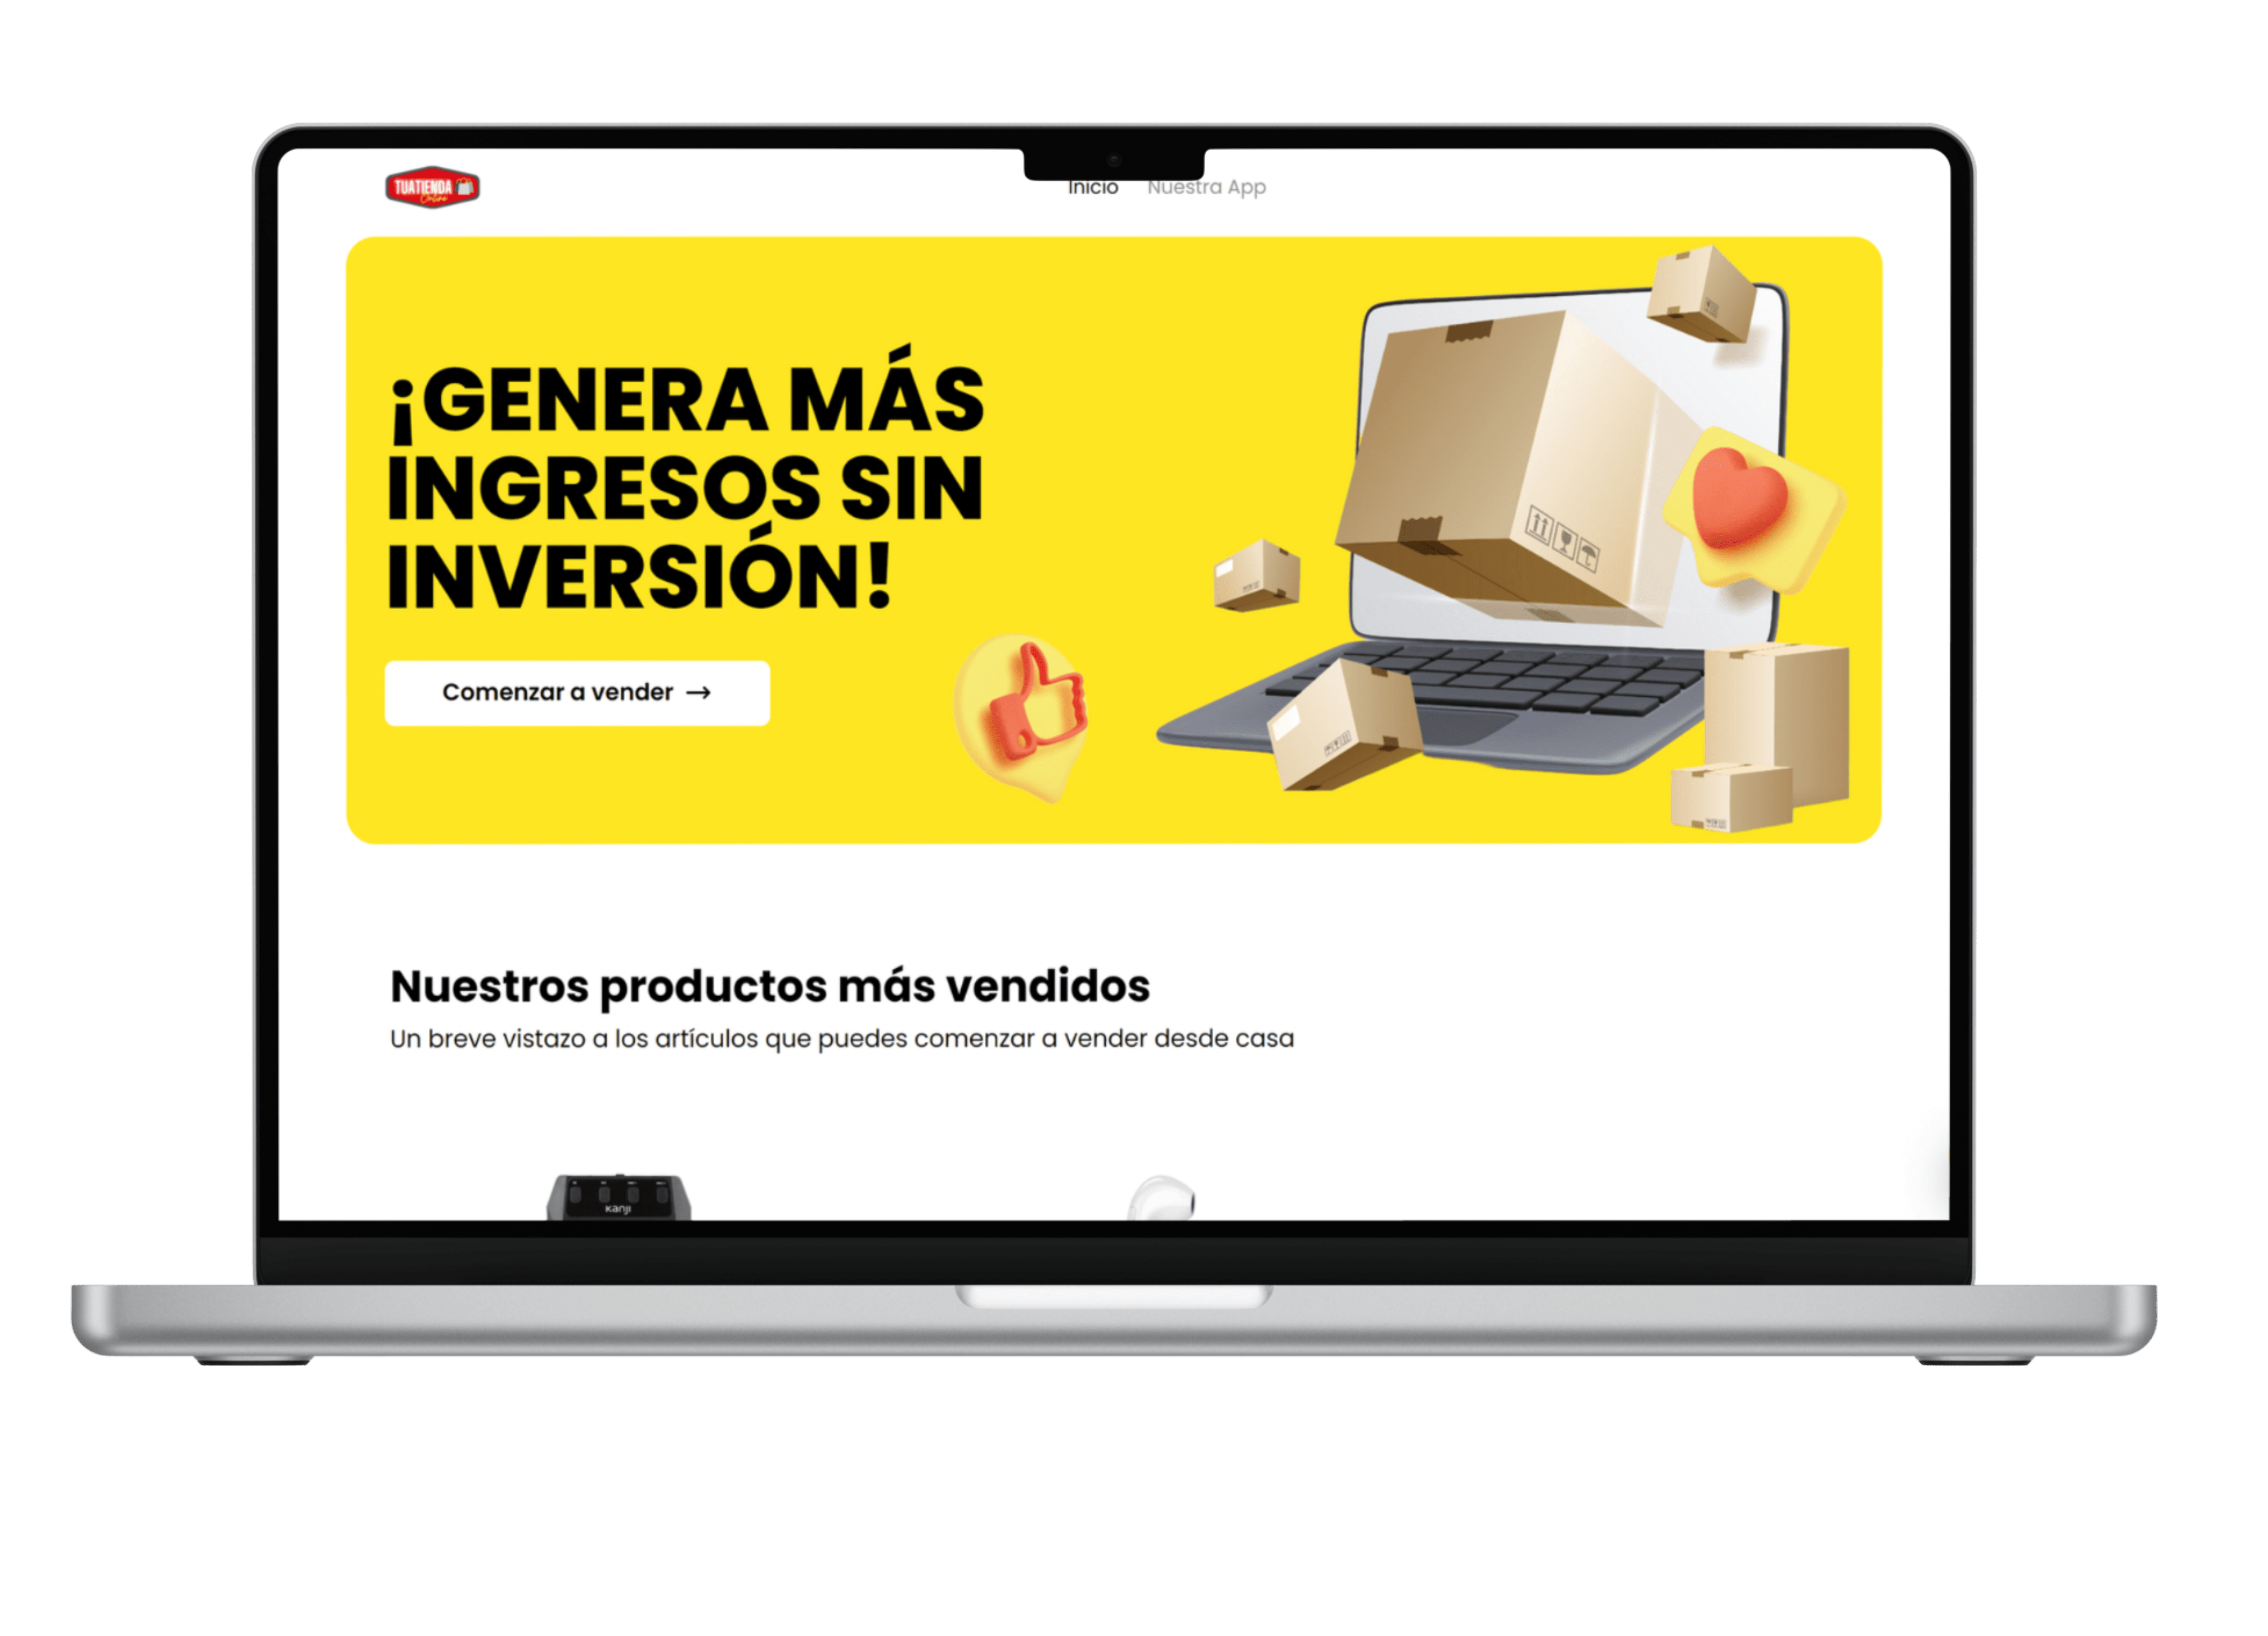 TUATIENDA
Online
Inicio Nuestra App
¡GENERA MÁS
INGRESOS SIN
INVERSIÓN!
Comenzar a vender →
Nuestros productos más vendidos
Un breve vistazo a los artículos que puedes comenzar a vender desde casa
Kanji